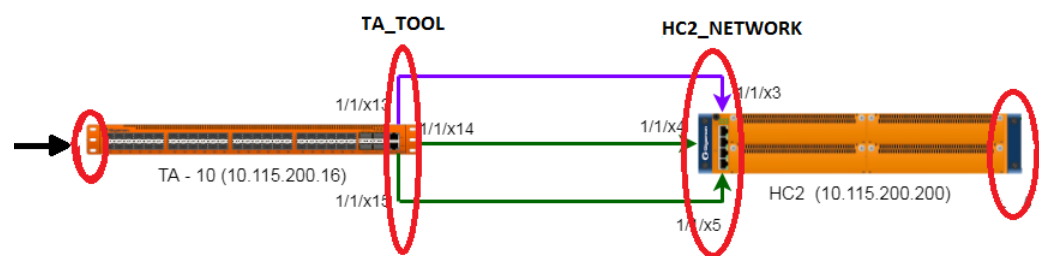 TA_TOOL
HC2_NETWORK
1/1/x13
1/1/x3
1/1/x14
1/1/x4
TA - 10 (10.115.200.16)
HC2 (10.115.200.200)
1/1/x15
1/1/x5